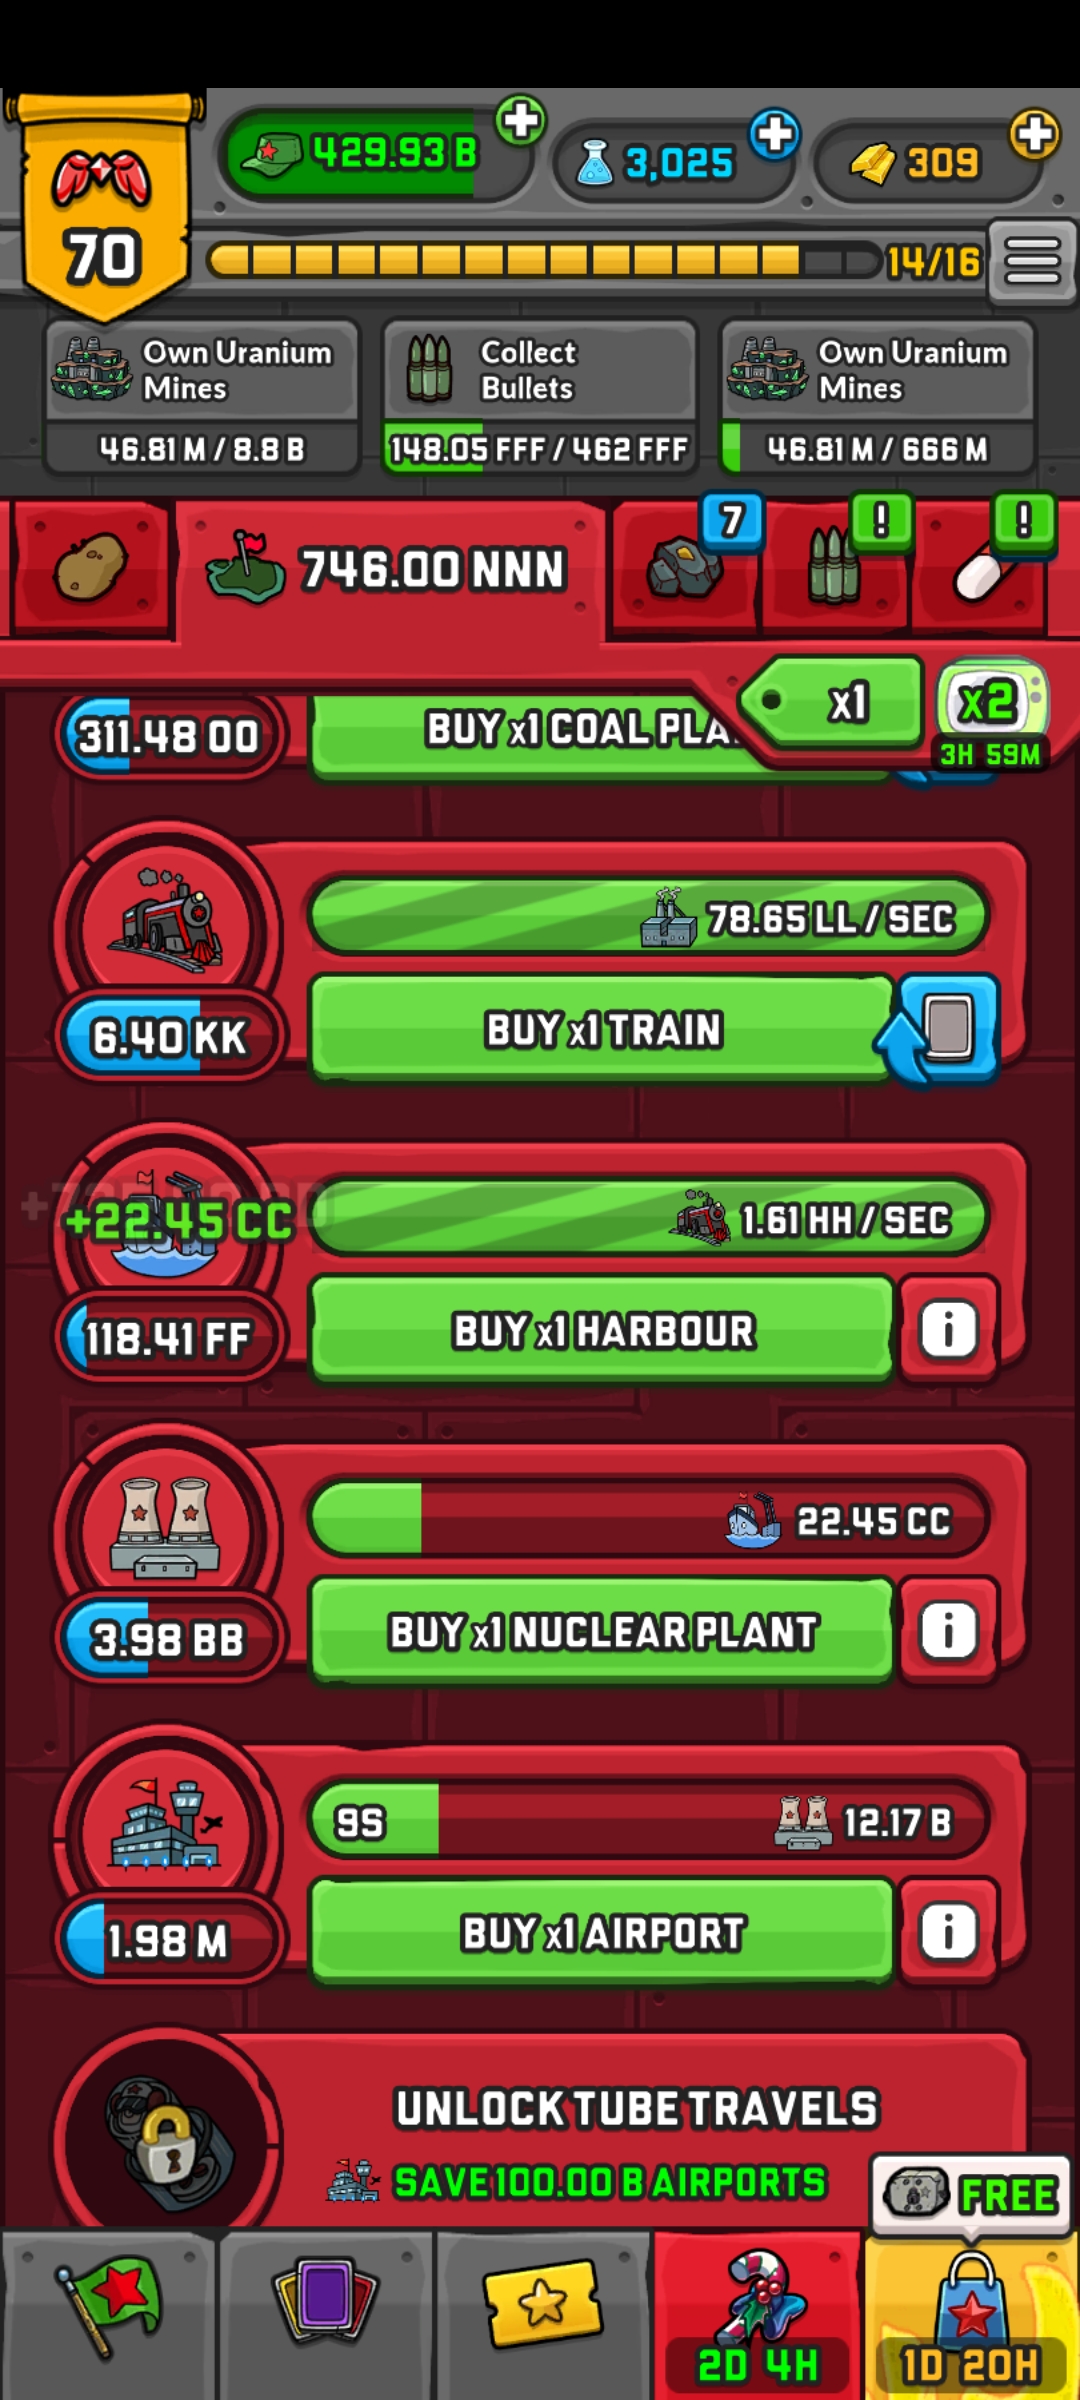 429.93 B
3,025
309
70
14/16
Own Uranium
Mines
46.81 M / 8.8 B
Collect
Bullets
148.05 FFF / 462 FFF
Own Uranium
Mines
46.81 M / 666 M
746.00 NNN
7
!
!
x1
x2
3H 59M
311.48 OO
BUY x1 COAL PLA
78.65 LL / SEC
6.40 KK
BUY x1 TRAIN
+22.45 CC
1.61 HH / SEC
118.41 FF
BUY x1 HARBOUR
i
22.45 CC
3.98 BB
BUY x1 NUCLEAR PLANT
i
9S
12.17 B
1.98 M
BUY x1 AIRPORT
i
UNLOCK TUBE TRAVELS
SAVE 100.00 B AIRPORTS
FREE
2D 4H
1D 20H